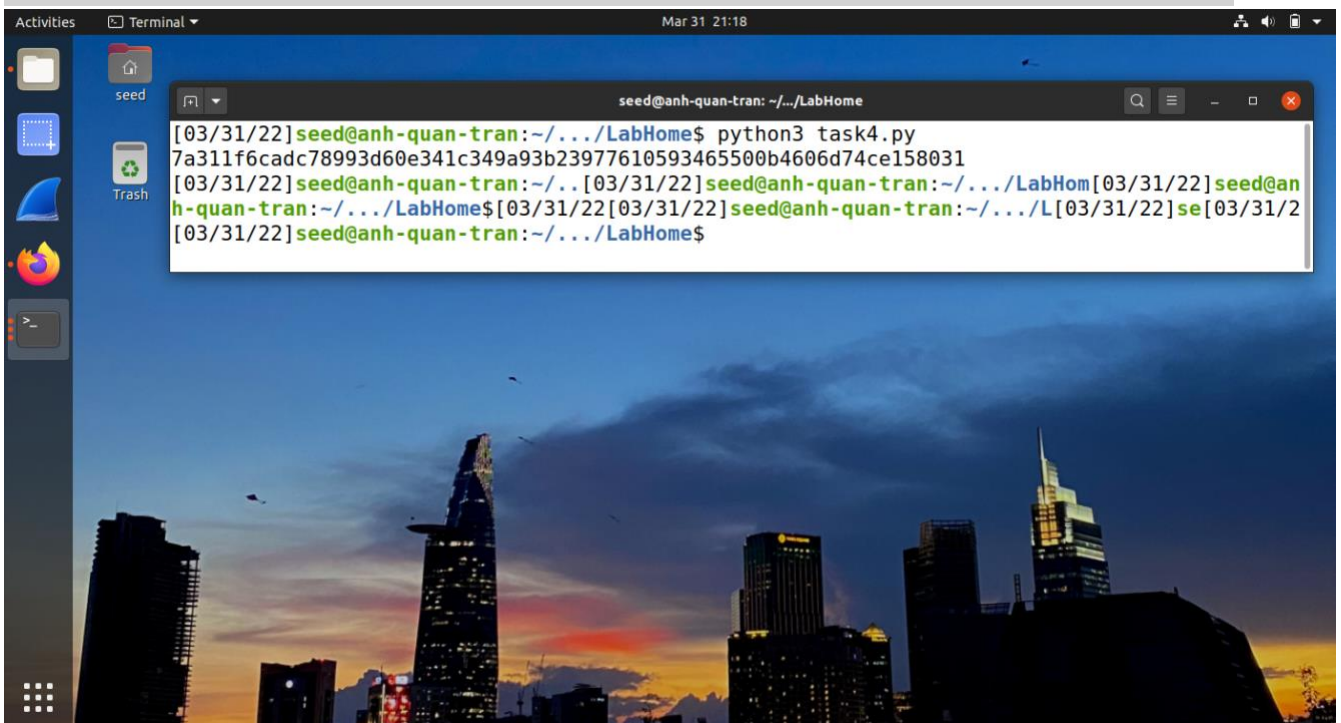 Activities
Terminal
Mar 31 21:18
seed
Trash
seed@anh-quan-tran: ~/.../LabHome
[03/31/22]seed@anh-quan-tran:~/.../LabHome$ python3 task4.py
7a311f6cadc78993d60e341c349a93b23977610593465500b4606d74ce158031
[03/31/22]seed@anh-quan-tran:~/..[03/31/22]seed@anh-quan-tran:~/.../LabHom[03/31/22]seed@an
h-quan-tran:~/.../LabHome$[03/31/22[03/31/22]seed@anh-quan-tran:~/.../L[03/31/22]se[03/31/2
[03/31/22]seed@anh-quan-tran:~/.../LabHome$